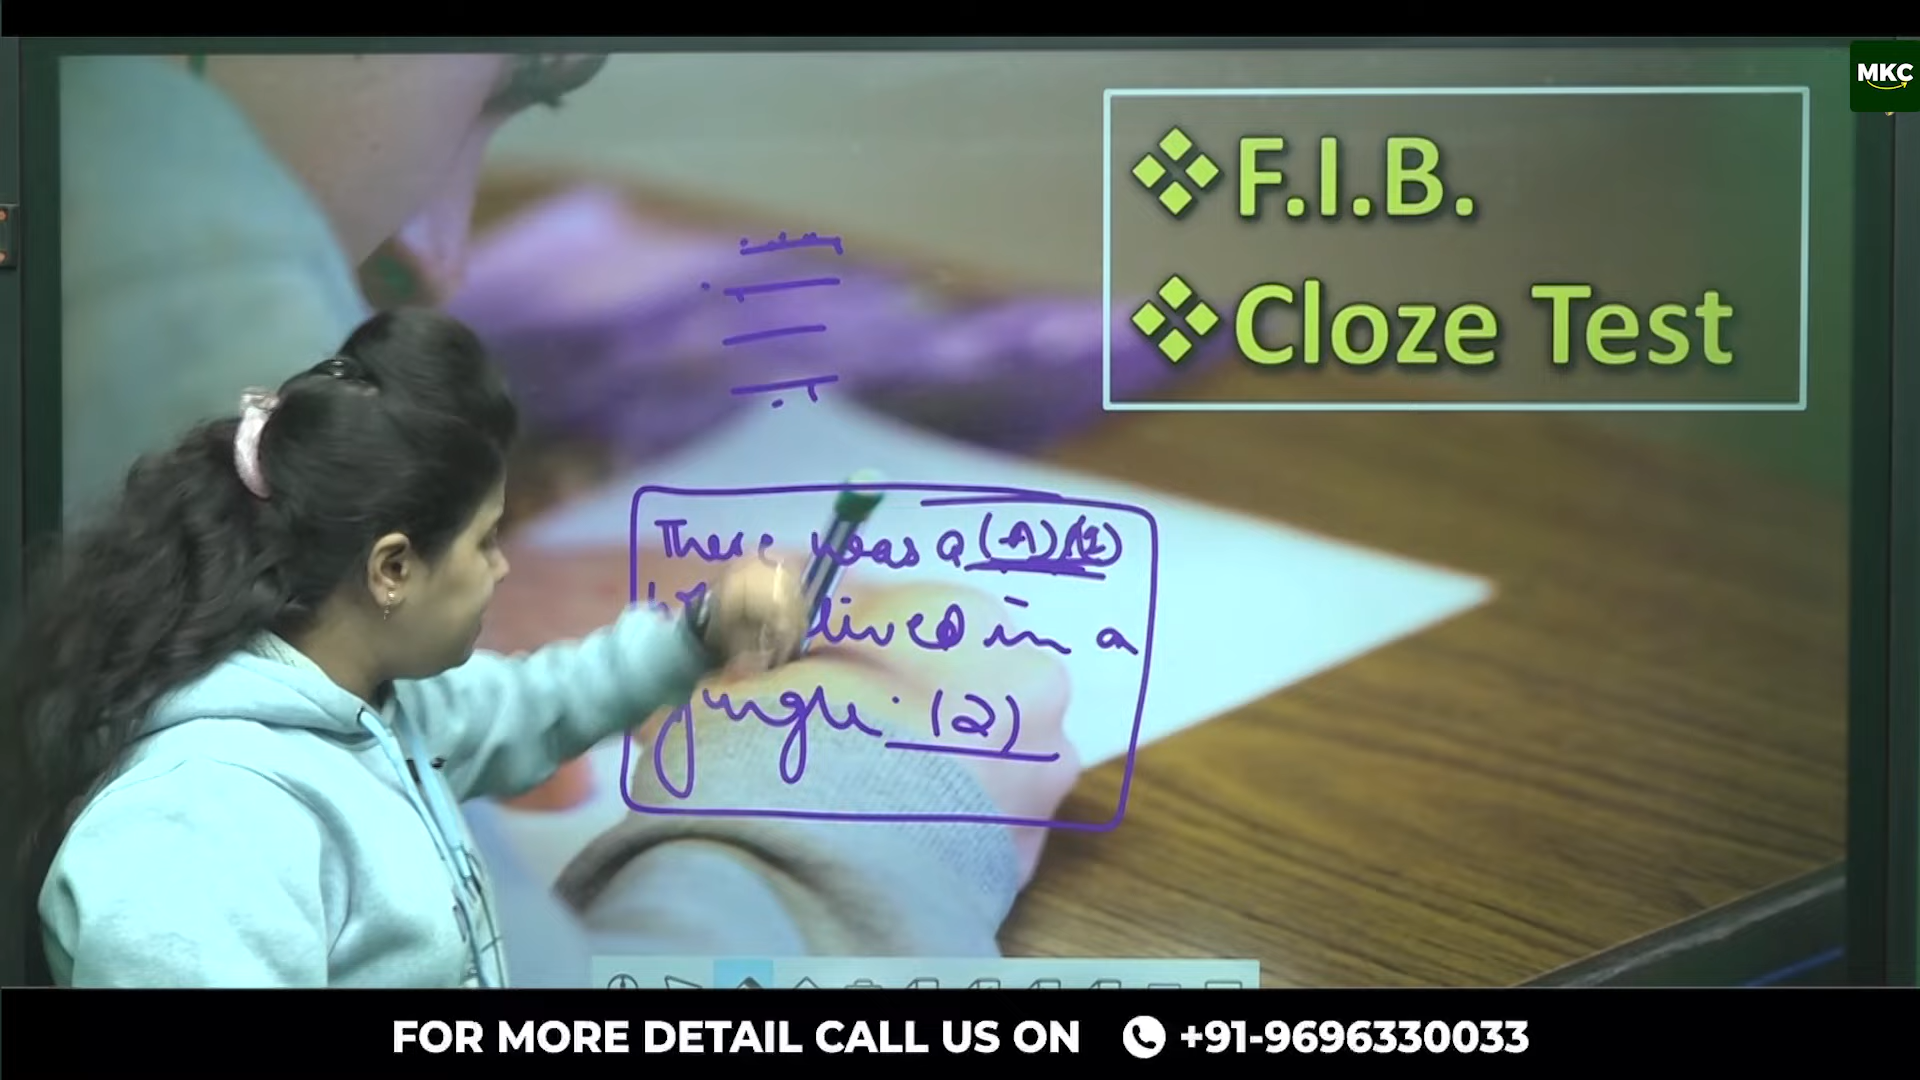 MKC
❖ F.I.B.
❖ Cloze Test
There was a (A)(1)
lived in a
jungle. (2)
FOR MORE DETAIL CALL US ON +91-9696330033